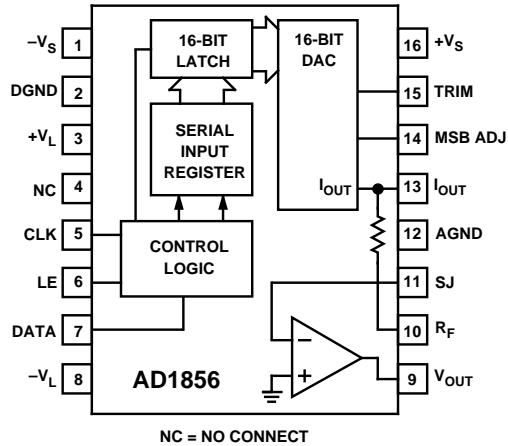 –VS 1
DGND 2
+VL 3
NC 4
CLK 5
LE 6
DATA 7
–VL 8
16-BIT
LATCH
SERIAL
INPUT
REGISTER
CONTROL
LOGIC
16-BIT
DAC
IOUT
16 +VS
15 TRIM
14 MSB ADJ
13 IOUT
12 AGND
11 SJ
10 RF
9 VOUT
–
+
AD1856
NC = NO CONNECT